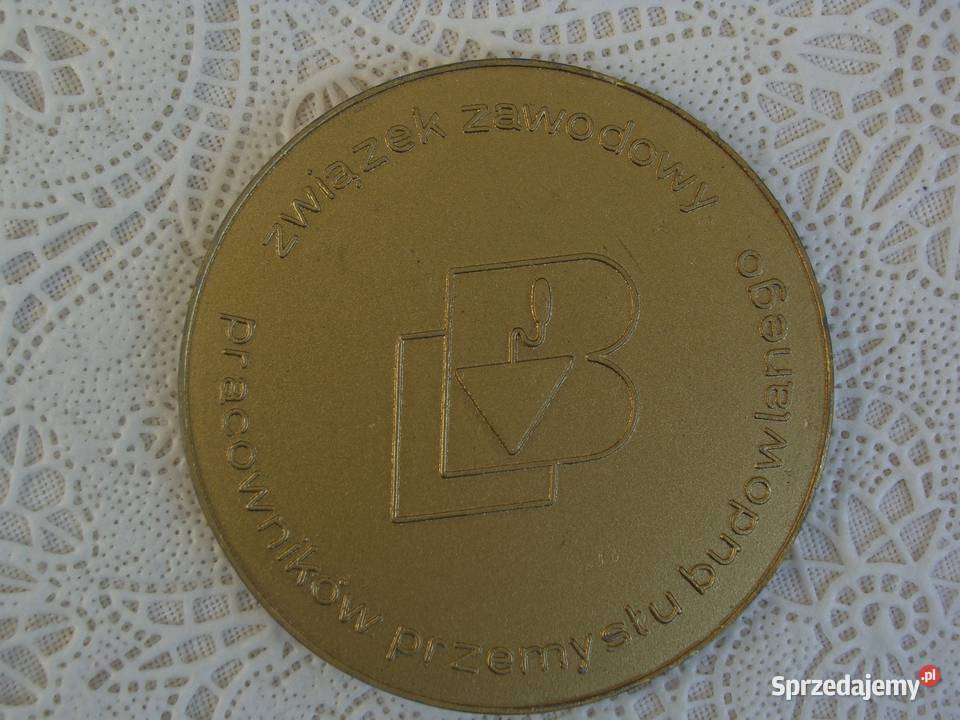 związek zawodowy
pracowników przemysłu budowlanego
B
Sprzedajemy.pl